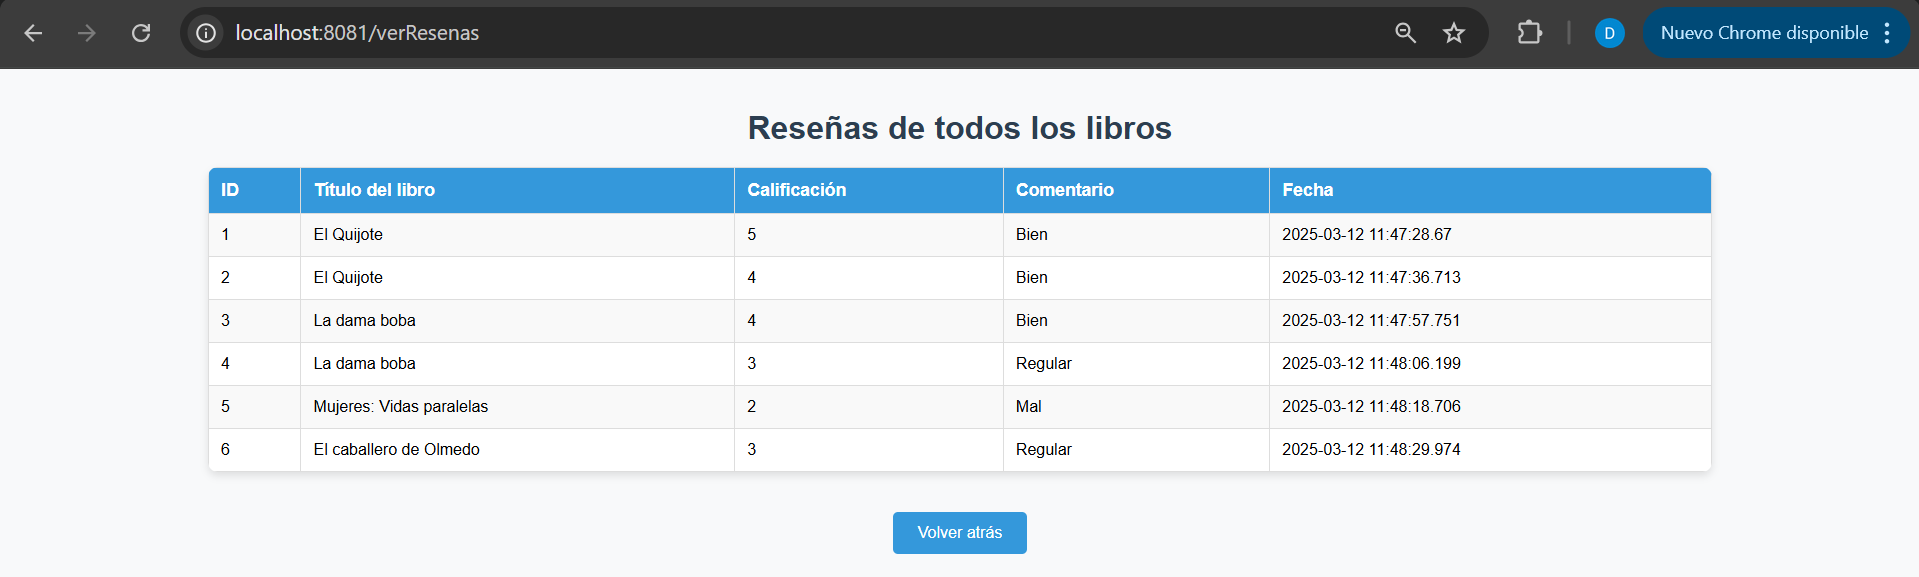 localhost:8081/verResenas
D
Nuevo Chrome disponible
Reseñas de todos los libros
ID Título del libro Calificación Comentario Fecha
1 El Quijote 5 Bien 2025-03-12 11:47:28.67
2 El Quijote 4 Bien 2025-03-12 11:47:36.713
3 La dama boba 4 Bien 2025-03-12 11:47:57.751
4 La dama boba 3 Regular 2025-03-12 11:48:06.199
5 Mujeres: Vidas paralelas 2 Mal 2025-03-12 11:48:18.706
6 El caballero de Olmedo 3 Regular 2025-03-12 11:48:29.974
Volver atrás